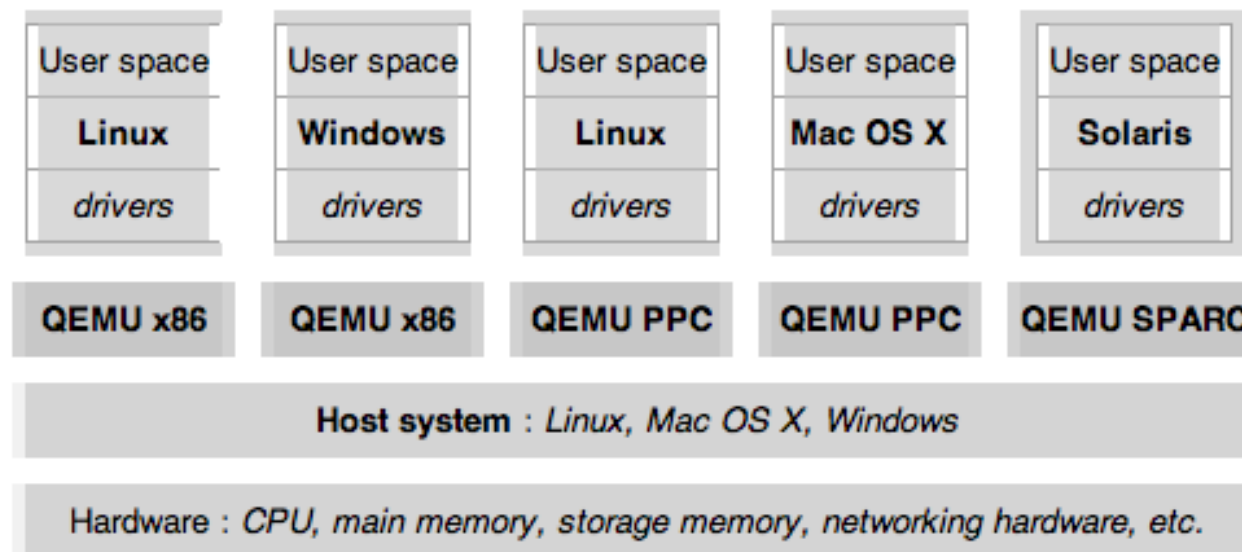 User space User space User space User space User space
Linux Windows Linux Mac OS X Solaris
drivers drivers drivers drivers drivers
QEMU x86 QEMU x86 QEMU PPC QEMU PPC QEMU SPARC
Host system : Linux, Mac OS X, Windows
Hardware : CPU, main memory, storage memory, networking hardware, etc.